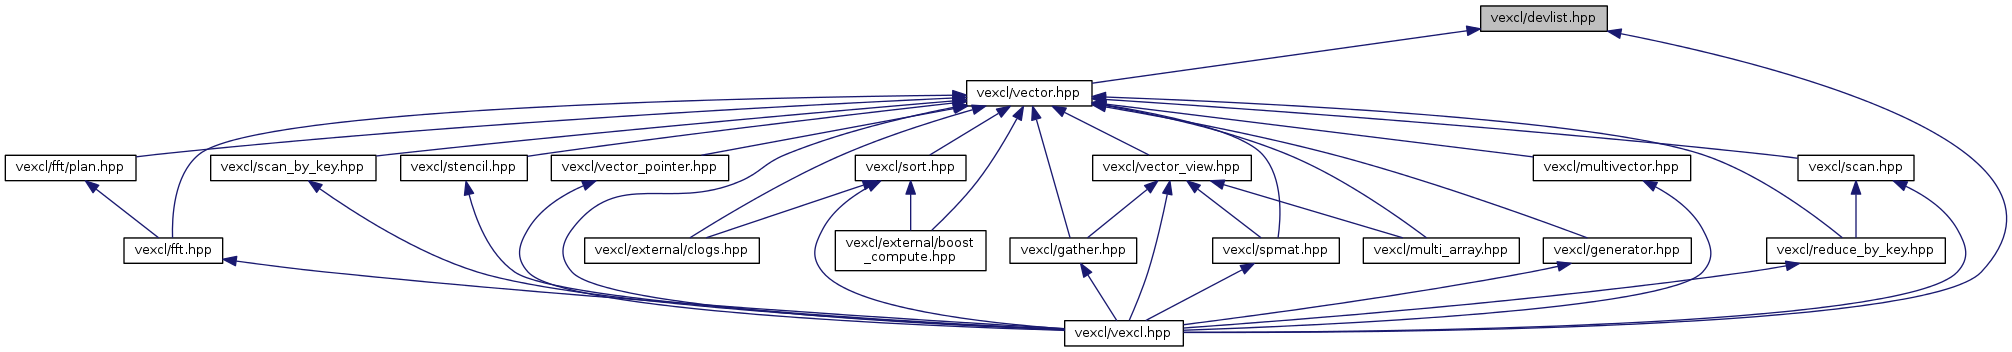 vexcl/devlist.hpp
vexcl/vector.hpp
vexcl/fft/plan.hpp
vexcl/scan_by_key.hpp
vexcl/stencil.hpp
vexcl/vector_pointer.hpp
vexcl/sort.hpp
vexcl/vector_view.hpp
vexcl/multivector.hpp
vexcl/scan.hpp
vexcl/fft.hpp
vexcl/external/clogs.hpp
vexcl/external/boost
_compute.hpp
vexcl/gather.hpp
vexcl/spmat.hpp
vexcl/multi_array.hpp
vexcl/generator.hpp
vexcl/reduce_by_key.hpp
vexcl/vexcl.hpp